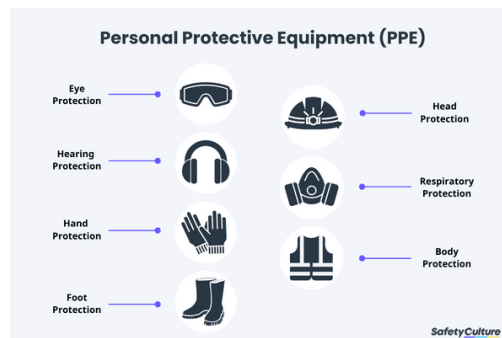 Personal Protective Equipment (PPE)
Eye
Protection
Hearing
Protection
Hand
Protection
Foot
Protection
Head
Protection
Respiratory
Protection
Body
Protection
SafetyCulture